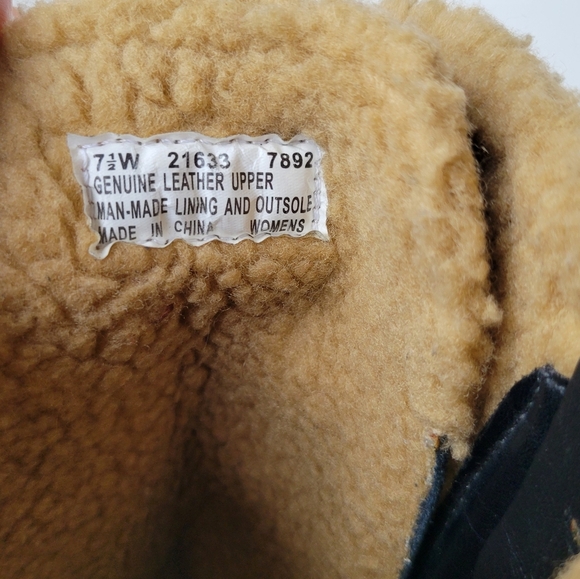 7½W 21633 7892
GENUINE LEATHER UPPER
MAN-MADE LINING AND OUTSOLE
MADE IN CHINA WOMENS